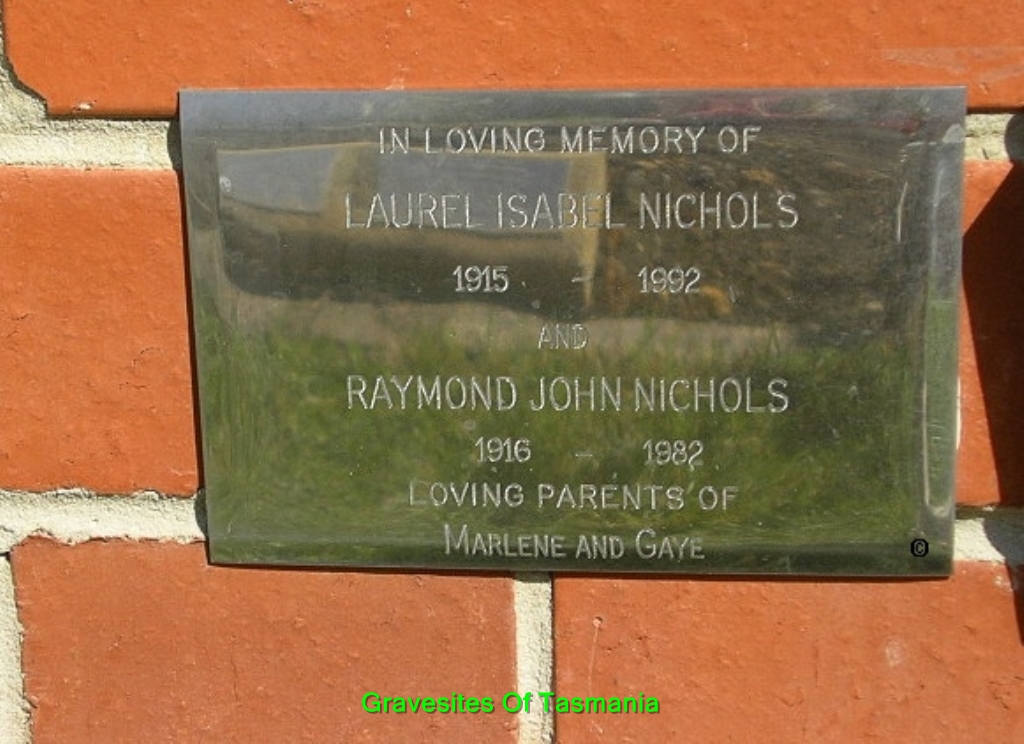 IN LOVING MEMORY OF
LAUREL ISABEL NICHOLS
1915 - 1992
AND
RAYMOND JOHN NICHOLS
1916 - 1982
LOVING PARENTS OF
MARLENE AND GAYE
©
Gravesites Of Tasmania